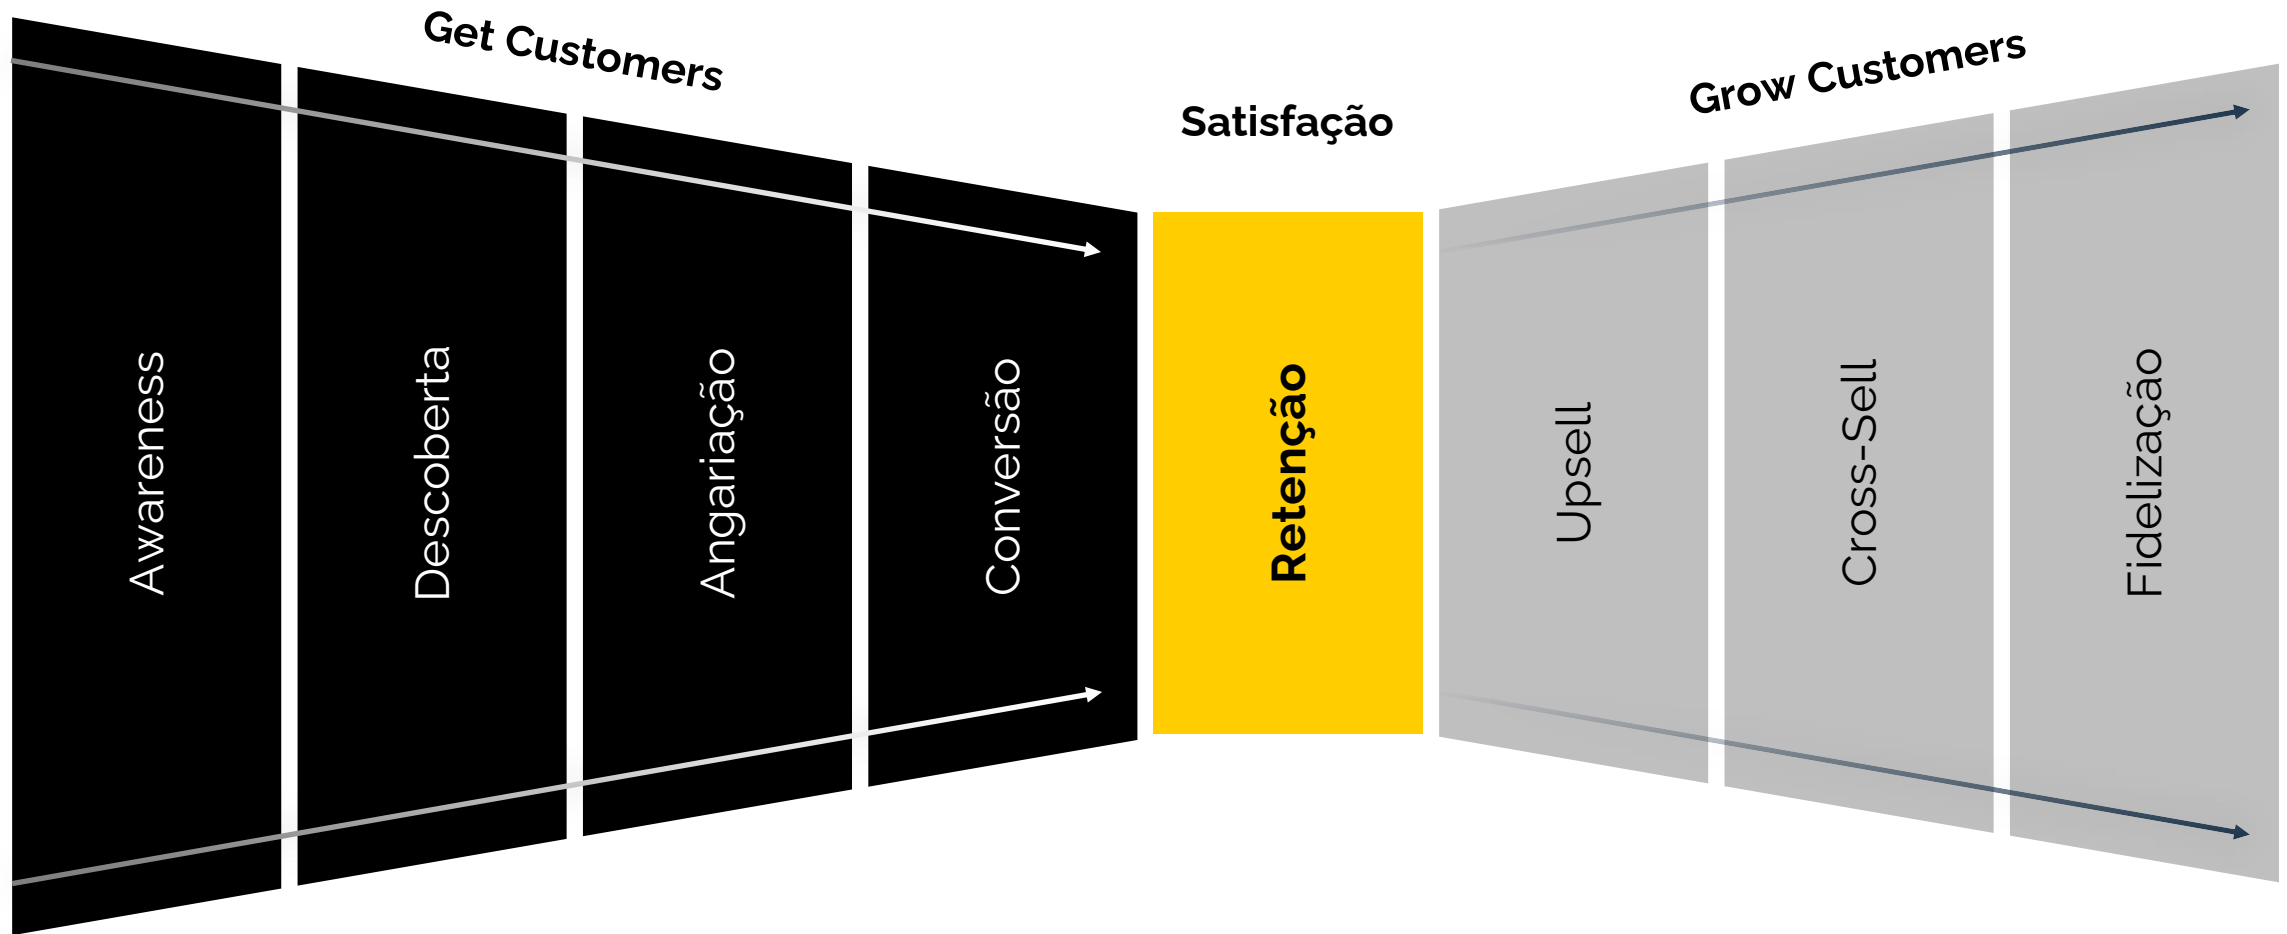 Get Customers
Satisfação
Grow Customers
Awareness
Descoberta
Angariação
Conversão
Retenção
Upsell
Cross-Sell
Fidelização